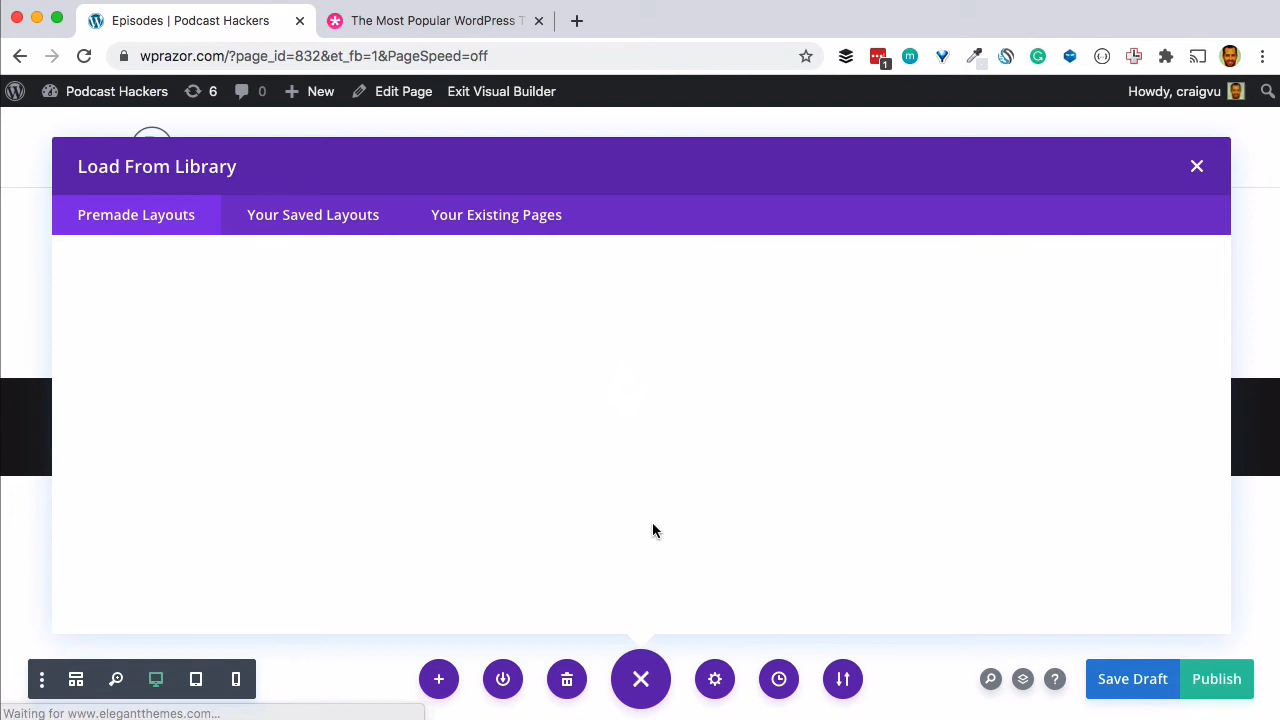 Episodes | Podcast Hackers
The Most Popular WordPress T
wprazor.com/?page_id=832&et_fb=1&PageSpeed=off
1
Podcast Hackers 6 0 New Edit Page Exit Visual Builder Howdy, craigvu
Load From Library
Premade Layouts Your Saved Layouts Your Existing Pages
Save Draft Publish
Waiting for www.elegantthemes.com...